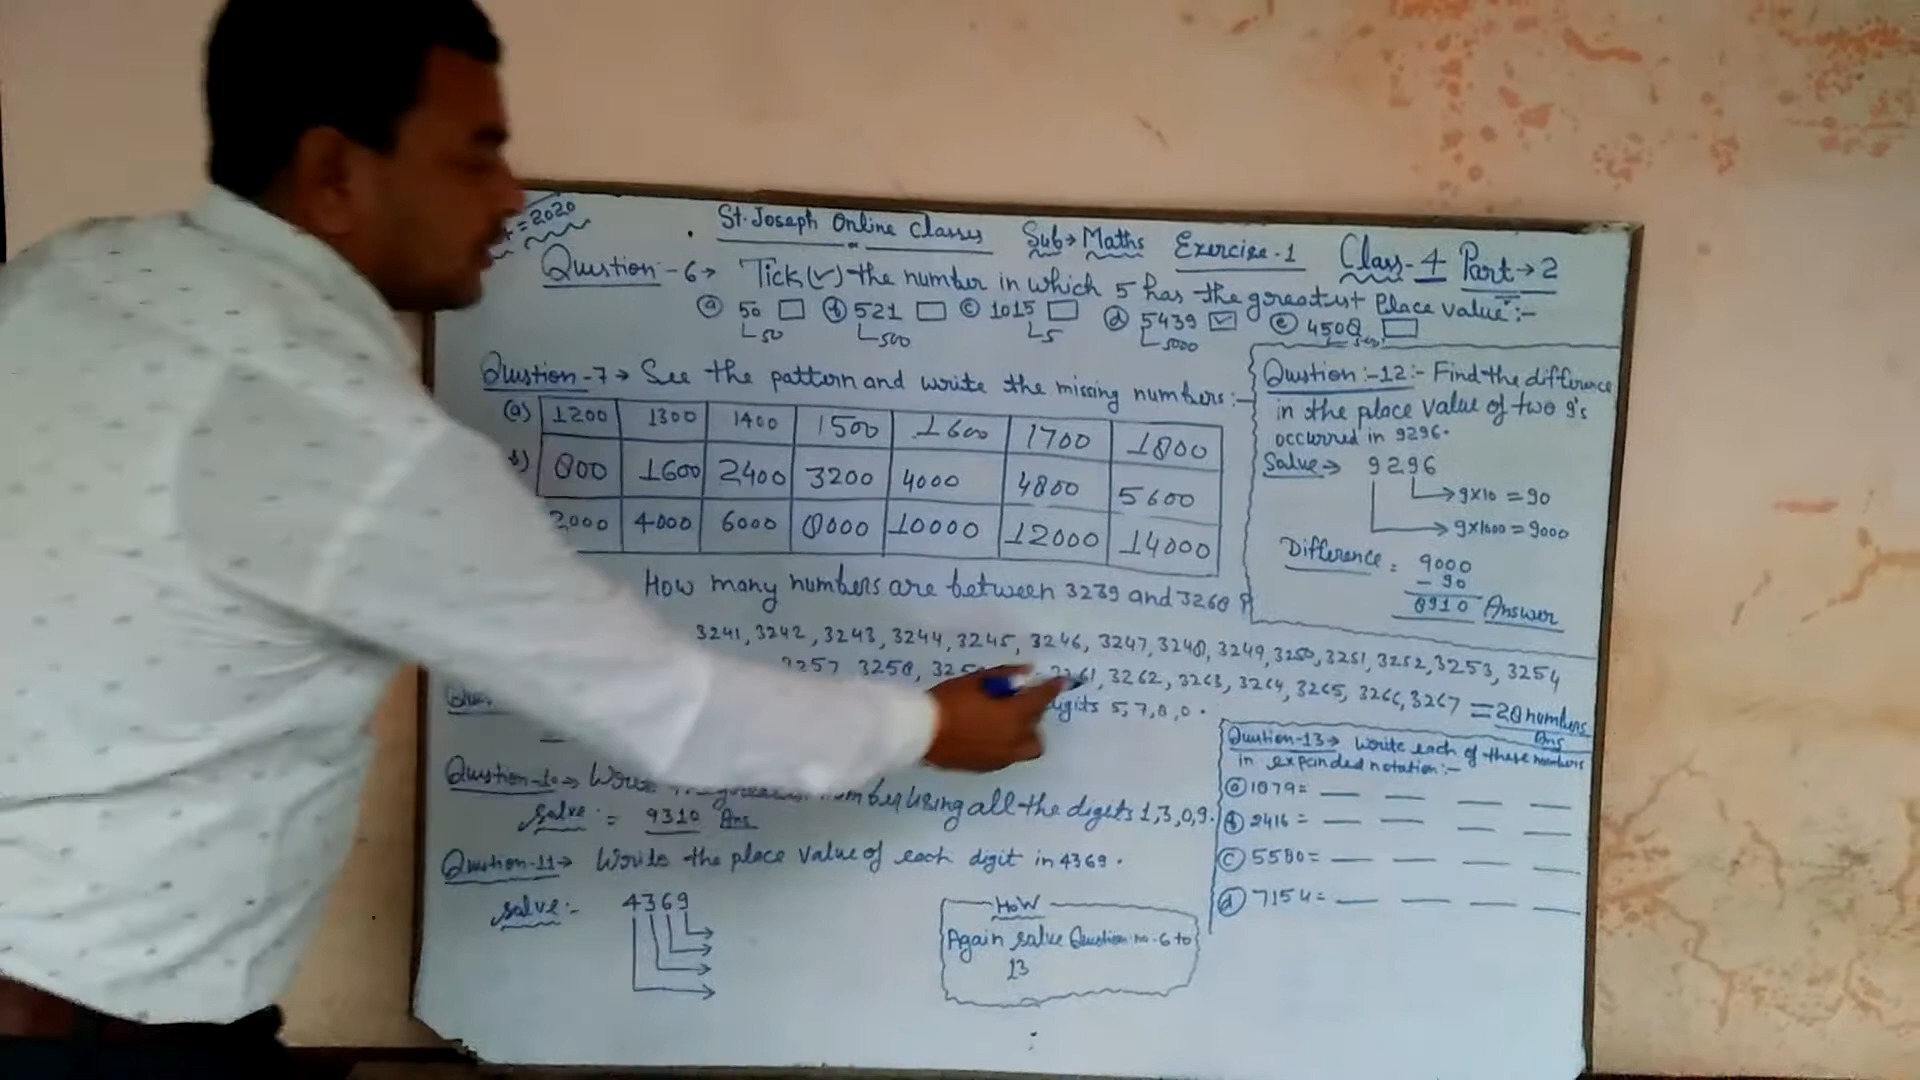 =2020
St. Joseph Online classes Sub→ Maths Exercise-1 Class-4 Part→2
Question-6→ Tick(✓) the number in which 5 has the greatest Place value:-
(a) 50 (b) 521 (c) 1015 (d) 5439 ✓ (e) 4508
50 500 5 5000
Question-7→ See the pattern and write the missing numbers:-
(a) 1200 1300 1400 1500 1600 1700 1800
b) 800 1600 2400 3200 4000 4800 5600
2000 4000 6000 8000 10000 12000 14000
Question:-12:- Find the difference
in the place value of two 9's
occurred in 9296.
Salve→ 9296
9x10=90
9x1000=9000
Difference = 9000
- 90
8910 Answer
How many numbers are between 3239 and 3268?
3241, 3242, 3243, 3244, 3245, 3246, 3247, 3248, 3249, 3250, 3251, 3252, 3253, 3254
3257, 3258, 3261, 3262, 3263, 3264, 3265, 3266, 3267 = 28 numbers
Ans
digits 5,7,8,0.
Question-10→ number using all the digits 1,3,0,9.
Salve = 9310 Ans
Question-11→ Write the place value of each digit in 4369.
Salve:- 4369
HOW
Again salve Question no. 6 to
13
Question-13→ Write each of these numbers
in expanded notation:-
(a) 1879=
(b) 2416=
(c) 5580=
(d) 7154=